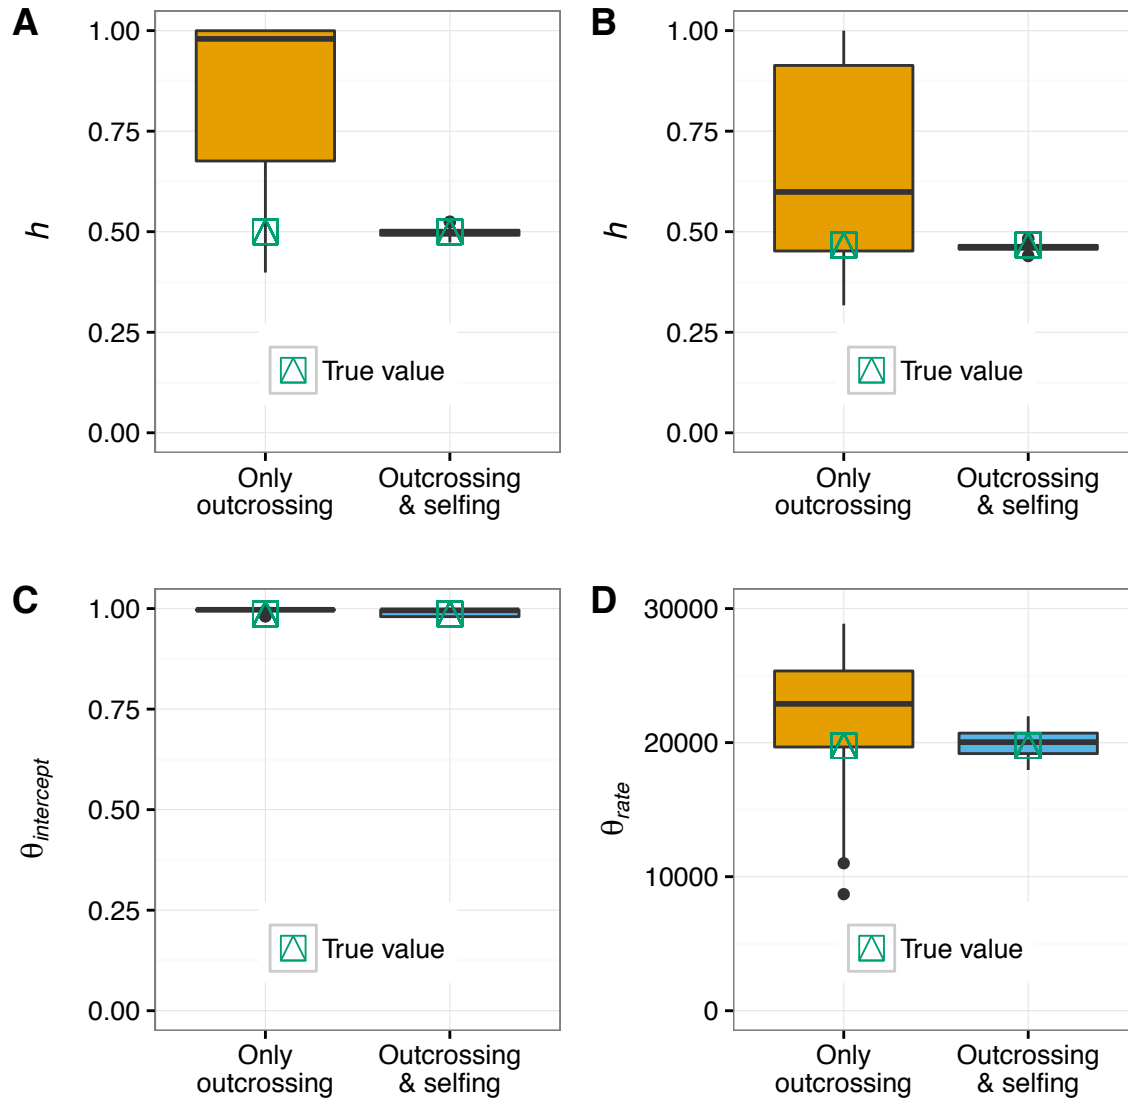 A
h
1.00
0.75
0.50
0.25
0.00
True value
Only
outcrossing
Outcrossing
& selfing
B
h
1.00
0.75
0.50
0.25
0.00
True value
Only
outcrossing
Outcrossing
& selfing
C
θintercept
1.00
0.75
0.50
0.25
0.00
True value
Only
outcrossing
Outcrossing
& selfing
D
θrate
30000
20000
10000
0
True value
Only
outcrossing
Outcrossing
& selfing